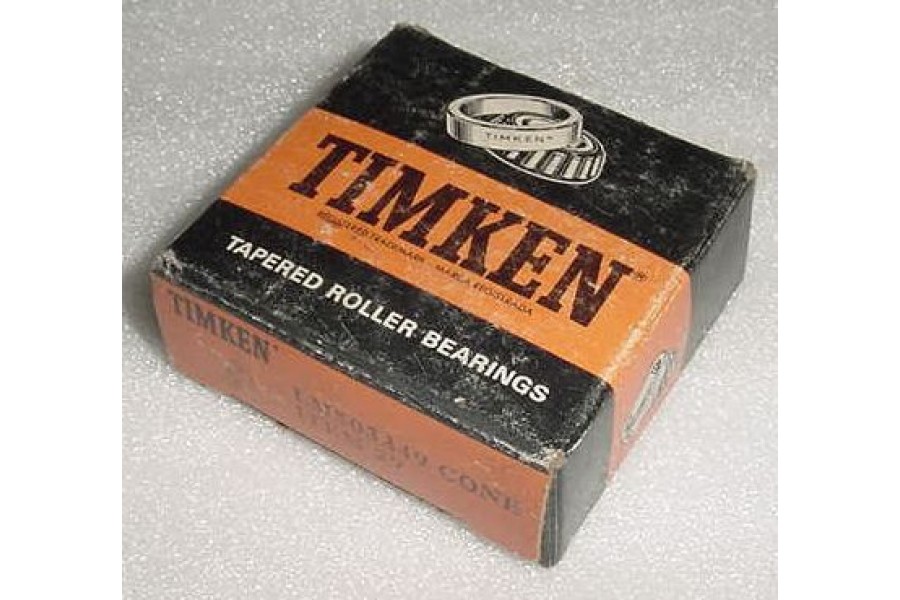 TIMKEN®
TIMKEN®
REGISTERED TRADEMARK · MARCA REGISTRADA
TAPERED ROLLER BEARINGS
TIMKEN®
CONE